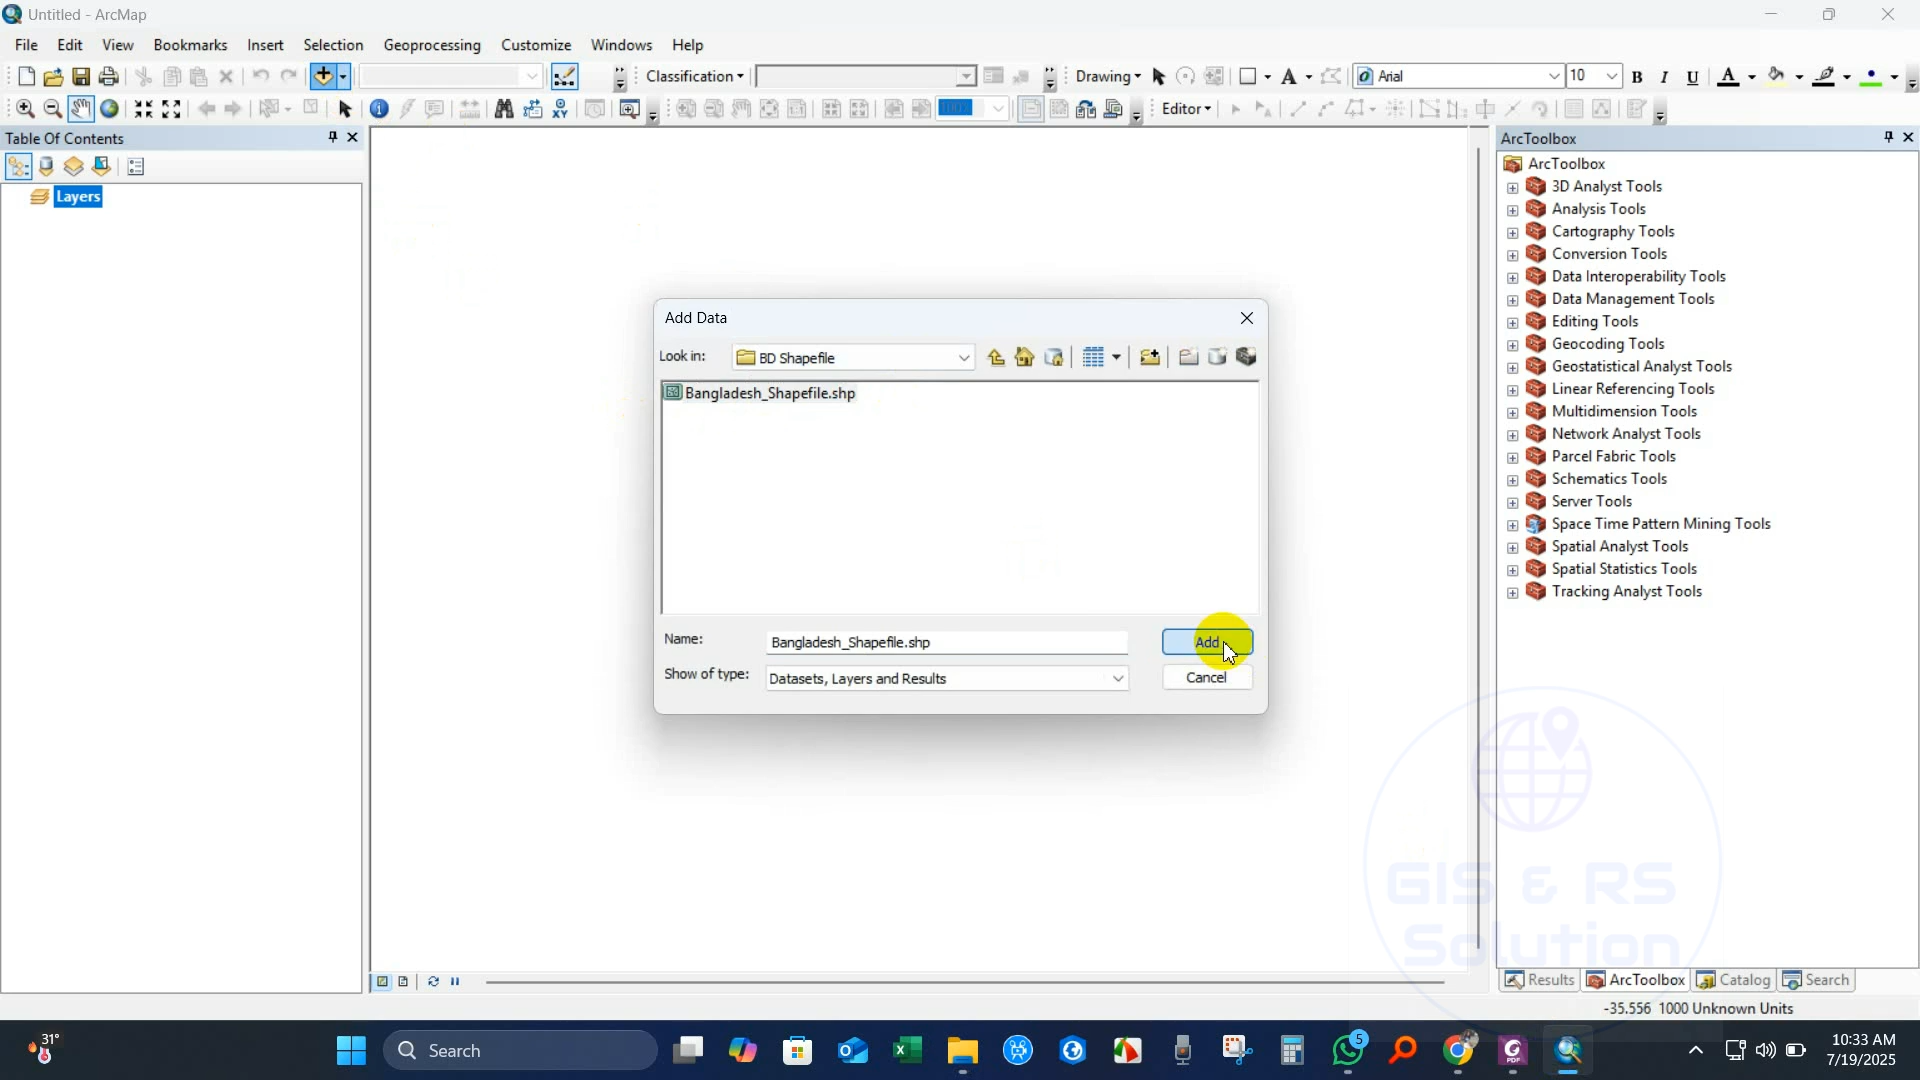 Untitled - ArcMap
File Edit View Bookmarks Insert Selection Geoprocessing Customize Windows Help
Classification Drawing Arial 10 B I U A
100% Editor
Table Of Contents
Layers
Add Data
Look in: BD Shapefile
Bangladesh_Shapefile.shp
Name: Bangladesh_Shapefile.shp Add
Show of type: Datasets, Layers and Results Cancel
ArcToolbox
ArcToolbox
3D Analyst Tools
Analysis Tools
Cartography Tools
Conversion Tools
Data Interoperability Tools
Data Management Tools
Editing Tools
Geocoding Tools
Geostatistical Analyst Tools
Linear Referencing Tools
Multidimension Tools
Network Analyst Tools
Parcel Fabric Tools
Schematics Tools
Server Tools
Space Time Pattern Mining Tools
Spatial Analyst Tools
Spatial Statistics Tools
Tracking Analyst Tools
GIS & RS
Solution
Results ArcToolbox Catalog Search
-35.556 1000 Unknown Units
31°
Search
5
PDF
10:33 AM
7/19/2025